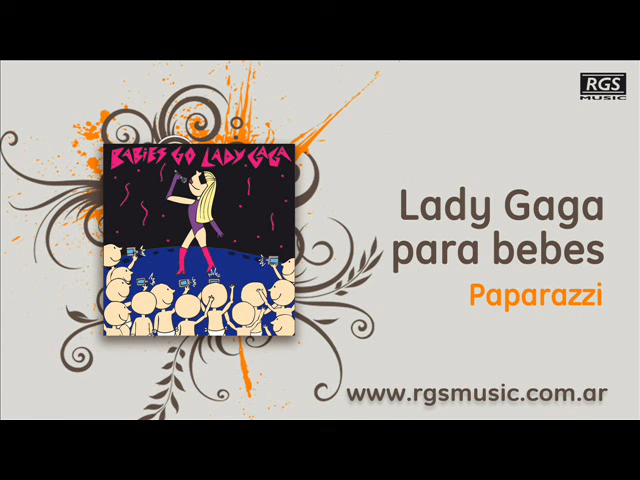 RGS
MUSIC
BABIES GO LADY GAGA
Lady Gaga
para bebes
Paparazzi
www.rgsmusic.com.ar